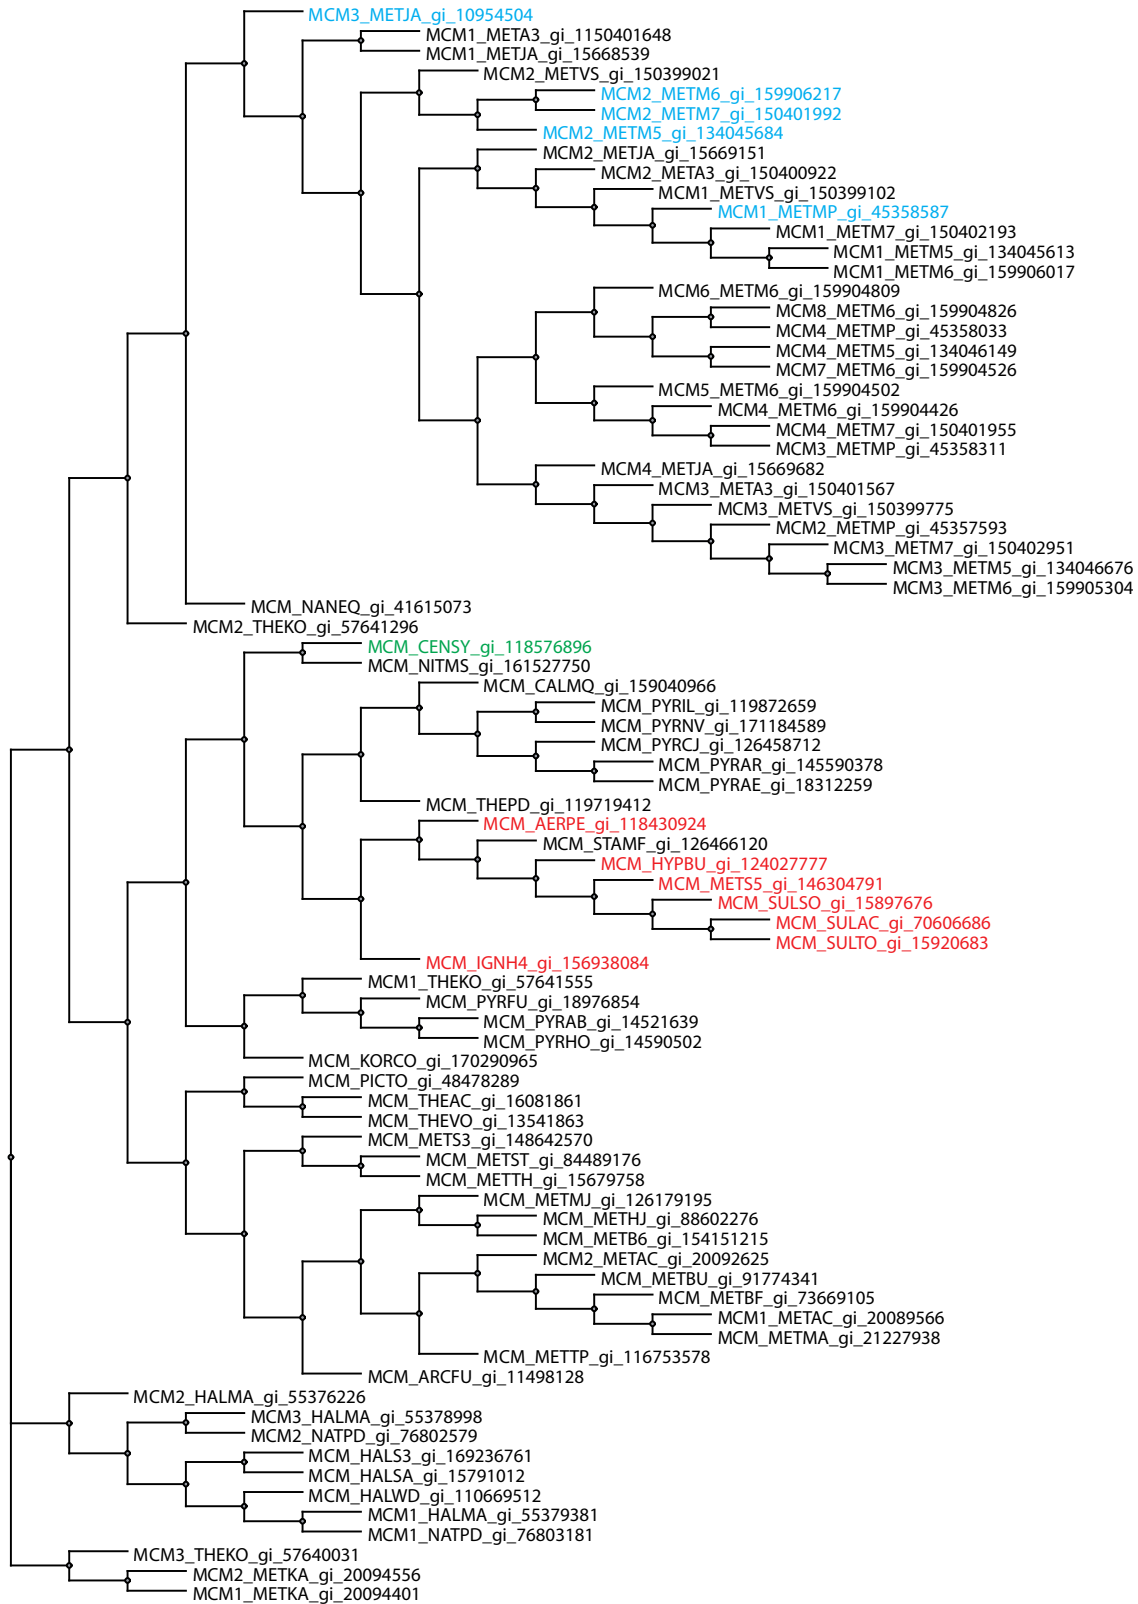 MCM3_METJA_gi_10954504
MCM1_META3_gi_1150401648
MCM1_METJA_gi_15668539
MCM2_METVS_gi_150399021
MCM2_METM6_gi_159906217
MCM2_METM7_gi_150401992
MCM2_METM5_gi_134045684
MCM2_METJA_gi_15669151
MCM2_META3_gi_150400922
MCM1_METVS_gi_150399102
MCM1_METMP_gi_45358587
MCM1_METM7_gi_150402193
MCM1_METM5_gi_134045613
MCM1_METM6_gi_159906017
MCM6_METM6_gi_159904809
MCM8_METM6_gi_159904826
MCM4_METMP_gi_45358033
MCM4_METM5_gi_134046149
MCM7_METM6_gi_159904526
MCM5_METM6_gi_159904502
MCM4_METM6_gi_159904426
MCM4_METM7_gi_150401955
MCM3_METMP_gi_45358311
MCM4_METJA_gi_15669682
MCM3_META3_gi_150401567
MCM3_METVS_gi_150399775
MCM2_METMP_gi_45357593
MCM3_METM7_gi_150402951
MCM3_METM5_gi_134046676
MCM3_METM6_gi_159905304
MCM_NANEQ_gi_41615073
MCM2_THEKO_gi_57641296
MCM_CENSY_gi_118576896
MCM_NITMS_gi_161527750
MCM_CALMQ_gi_159040966
MCM_PYRIL_gi_119872659
MCM_PYRNV_gi_171184589
MCM_PYRCJ_gi_126458712
MCM_PYRAR_gi_145590378
MCM_PYRAE_gi_18312259
MCM_THEPD_gi_119719412
MCM_AERPE_gi_118430924
MCM_STAMF_gi_126466120
MCM_HYPBU_gi_124027777
MCM_METS5_gi_146304791
MCM_SULSO_gi_15897676
MCM_SULAC_gi_70606686
MCM_SULTO_gi_15920683
MCM_IGNH4_gi_156938084
MCM1_THEKO_gi_57641555
MCM_PYRFU_gi_18976854
MCM_PYRAB_gi_14521639
MCM_PYRHO_gi_14590502
MCM_KORCO_gi_170290965
MCM_PICTO_gi_48478289
MCM_THEAC_gi_16081861
MCM_THEVO_gi_13541863
MCM_METS3_gi_148642570
MCM_METST_gi_84489176
MCM_METTH_gi_15679758
MCM_METMJ_gi_126179195
MCM_METHJ_gi_88602276
MCM_METB6_gi_154151215
MCM2_METAC_gi_20092625
MCM_METBU_gi_91774341
MCM_METBF_gi_73669105
MCM1_METAC_gi_20089566
MCM_METMA_gi_21227938
MCM_METTP_gi_116753578
MCM_ARCFU_gi_11498128
MCM2_HALMA_gi_55376226
MCM3_HALMA_gi_55378998
MCM2_NATPD_gi_76802579
MCM_HALS3_gi_169236761
MCM_HALSA_gi_15791012
MCM_HALWD_gi_110669512
MCM1_HALMA_gi_55379381
MCM1_NATPD_gi_76803181
MCM3_THEKO_gi_57640031
MCM2_METKA_gi_20094556
MCM1_METKA_gi_20094401